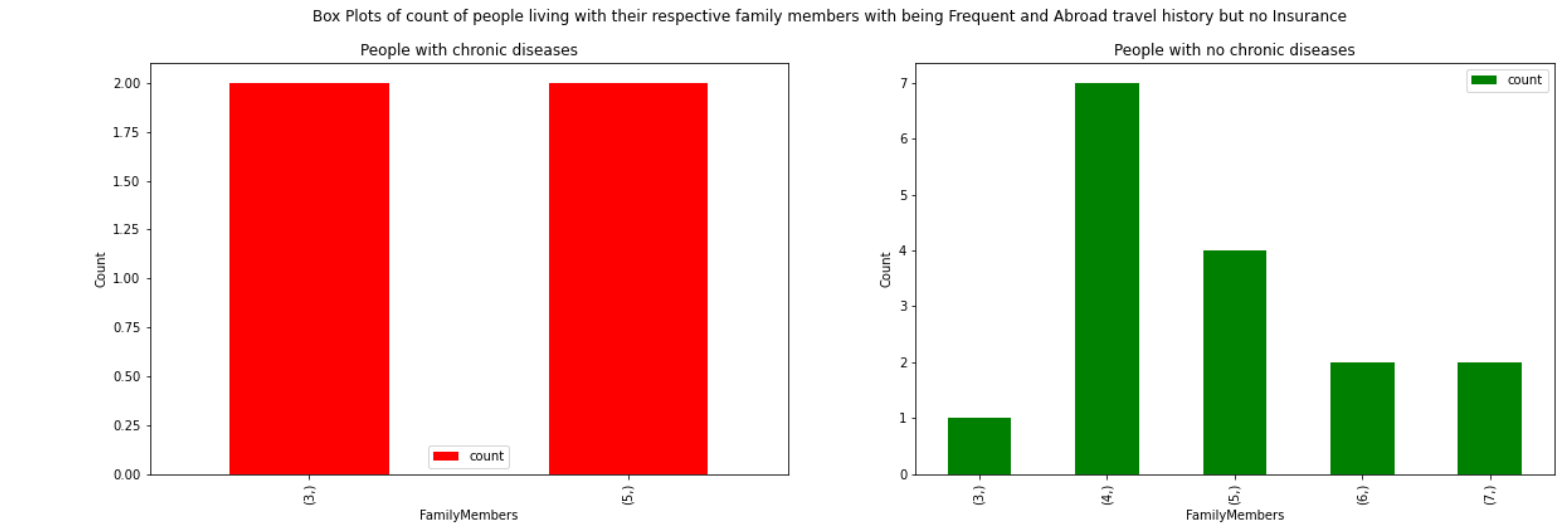 Box Plots of count of people living with their respective family members with being Frequent and Abroad travel history but no Insurance
People with chronic diseases
2.00
1.75
1.50
1.25
1.00
0.75
0.50
0.25
0.00
Count
count
(3,)
(5,)
FamilyMembers
People with no chronic diseases
count
7
6
5
4
3
2
1
0
Count
(3,)
(4,)
(5,)
(6,)
(7,)
FamilyMembers